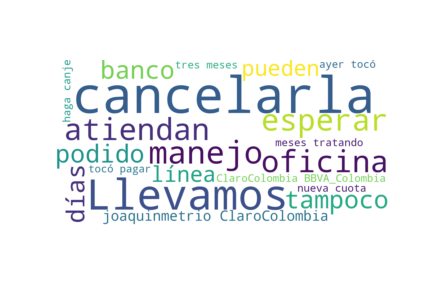 haga canje
banco
tres meses
pueden
ayer tocó
cancelarla
atiendan
esperar
podido
manejo
meses tratando
oficina
tocó pagar
línea
ClaroColombia BBVA_Colombia
nueva cuota
días
Llevamos
tampoco
joaquinmetrio ClaroColombia